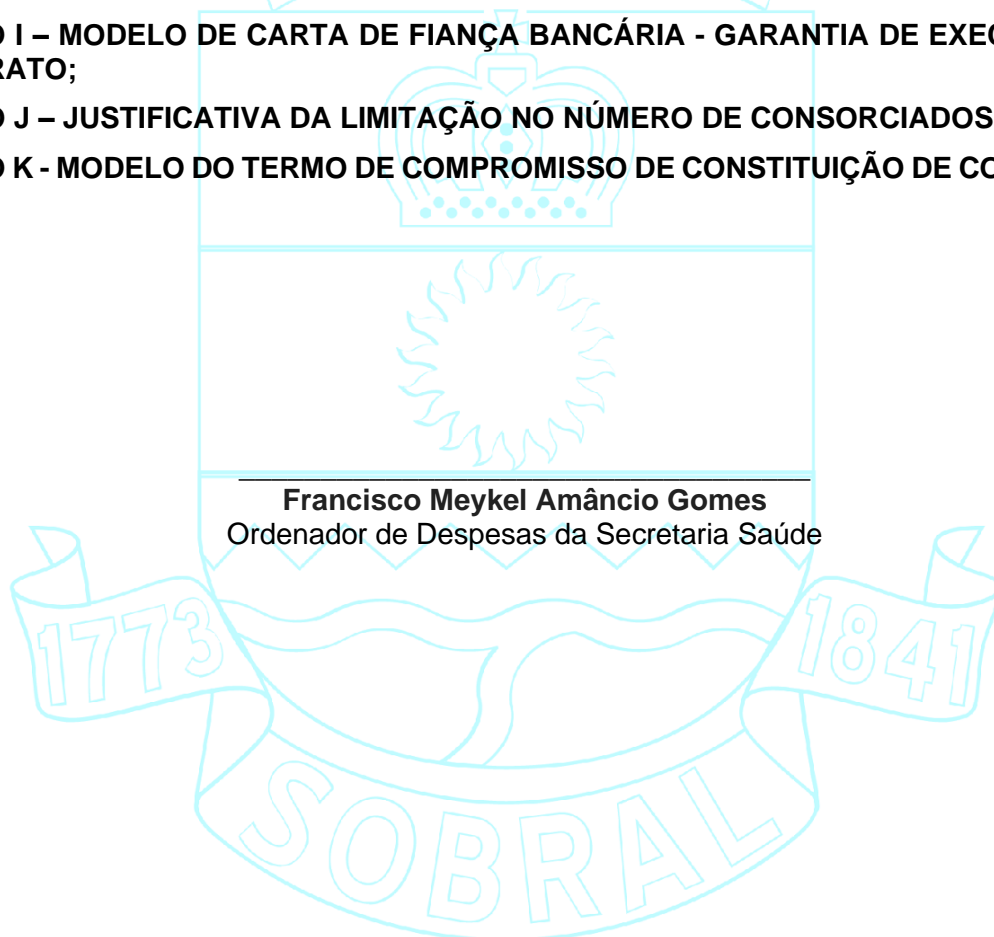 O I – MODELO DE CARTA DE FIANÇA BANCÁRIA - GARANTIA DE EXEC
RATO;
O J – JUSTIFICATIVA DA LIMITAÇÃO NO NÚMERO DE CONSORCIADOS
O K - MODELO DO TERMO DE COMPROMISSO DE CONSTITUIÇÃO DE CO
Francisco Meykel Amâncio Gomes
Ordenador de Despesas da Secretaria Saúde
1773
1841
SOBRAL